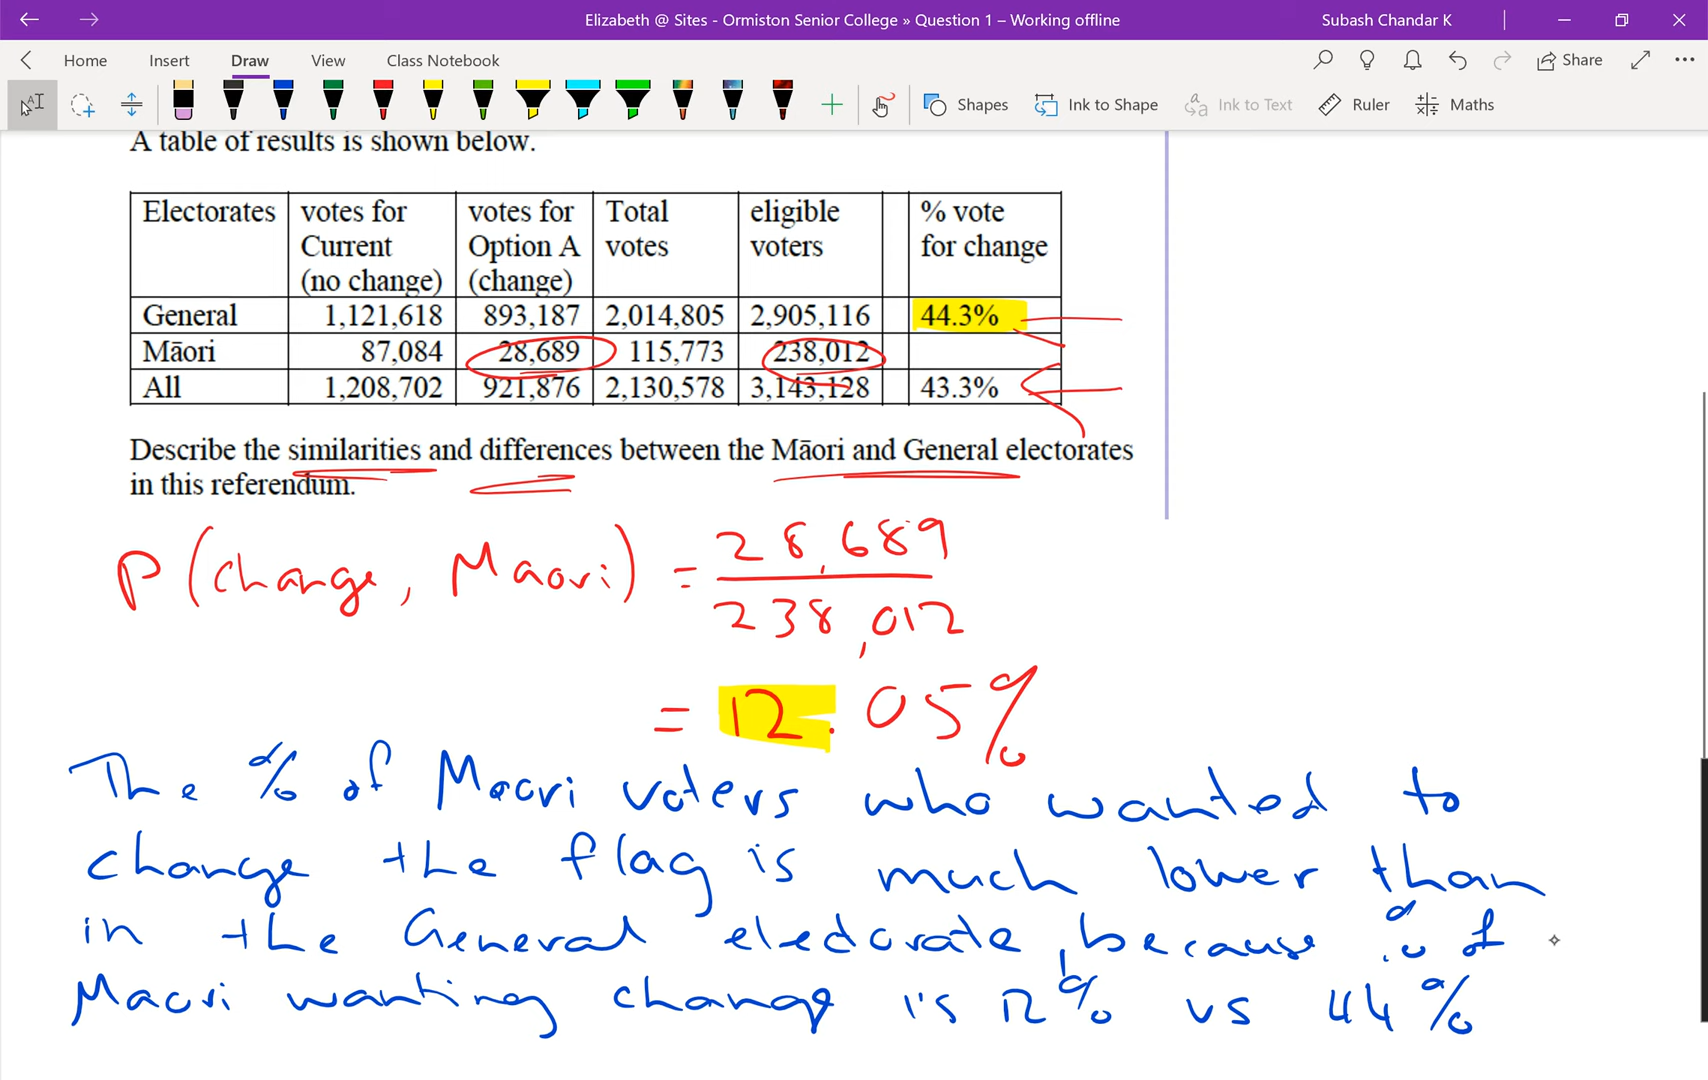 Elizabeth @ Sites - Ormiston Senior College » Question 1 – Working offline
Subash Chandar K
Home Insert Draw View Class Notebook
Share
Shapes Ink to Shape Ink to Text Ruler Maths
A table of results is shown below.
Electorates votes for Current (no change) votes for Option A (change) Total votes eligible voters % vote for change
General 1,121,618 893,187 2,014,805 2,905,116 44.3%
Māori 87,084 28,689 115,773 238,012
All 1,208,702 921,876 2,130,578 3,143,128 43.3%
Describe the similarities and differences between the Māori and General electorates
in this referendum.
P (change, Maori) = 28,689 / 238,012
= 12.05%
The % of Maori voters who wanted to
change the flag is much lower than
in the General electorate, because % of
Maori wanting change is 12% vs 44%